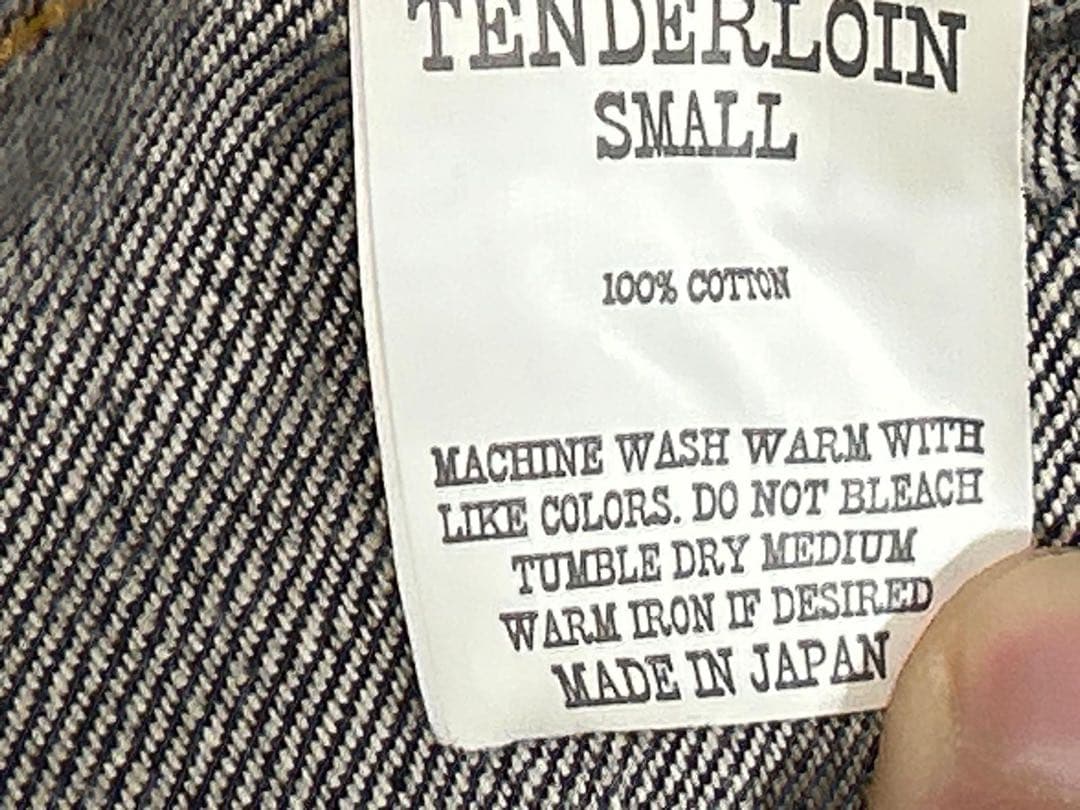 TENDERLOIN
SMALL
100% COTTON
MACHINE WASH WARM WITH
LIKE COLORS. DO NOT BLEACH
TUMBLE DRY MEDIUM
WARM IRON IF DESIRED
MADE IN JAPAN